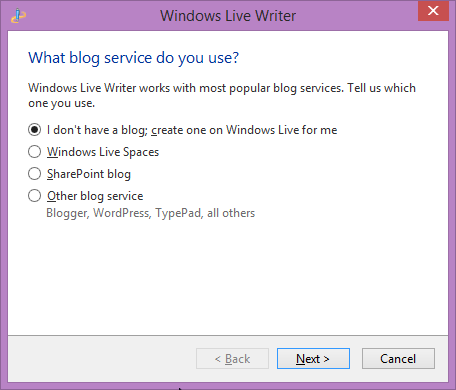 Windows Live Writer
What blog service do you use?
Windows Live Writer works with most popular blog services. Tell us which
one you use.
I don't have a blog; create one on Windows Live for me
Windows Live Spaces
SharePoint blog
Other blog service
Blogger, WordPress, TypePad, all others
< Back
Next >
Cancel